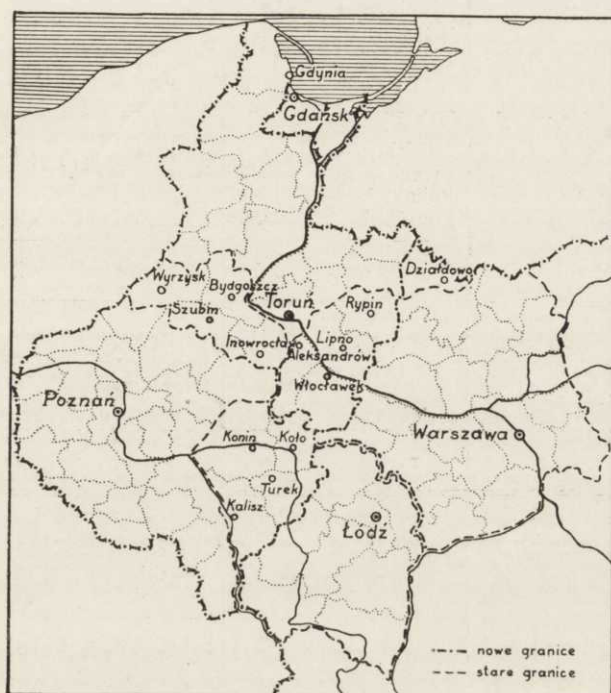 Gdynia
Gdańsk
Działdowo
Wyrzysk
Bydgoszcz
Toruń
Rypin
Szubin
Inowrocław
Lipno
Aleksandrów
Włocławek
Poznań
Konin
Koło
Warszawa
Turek
Kalisz
Łódź
nowe granice
stare granice